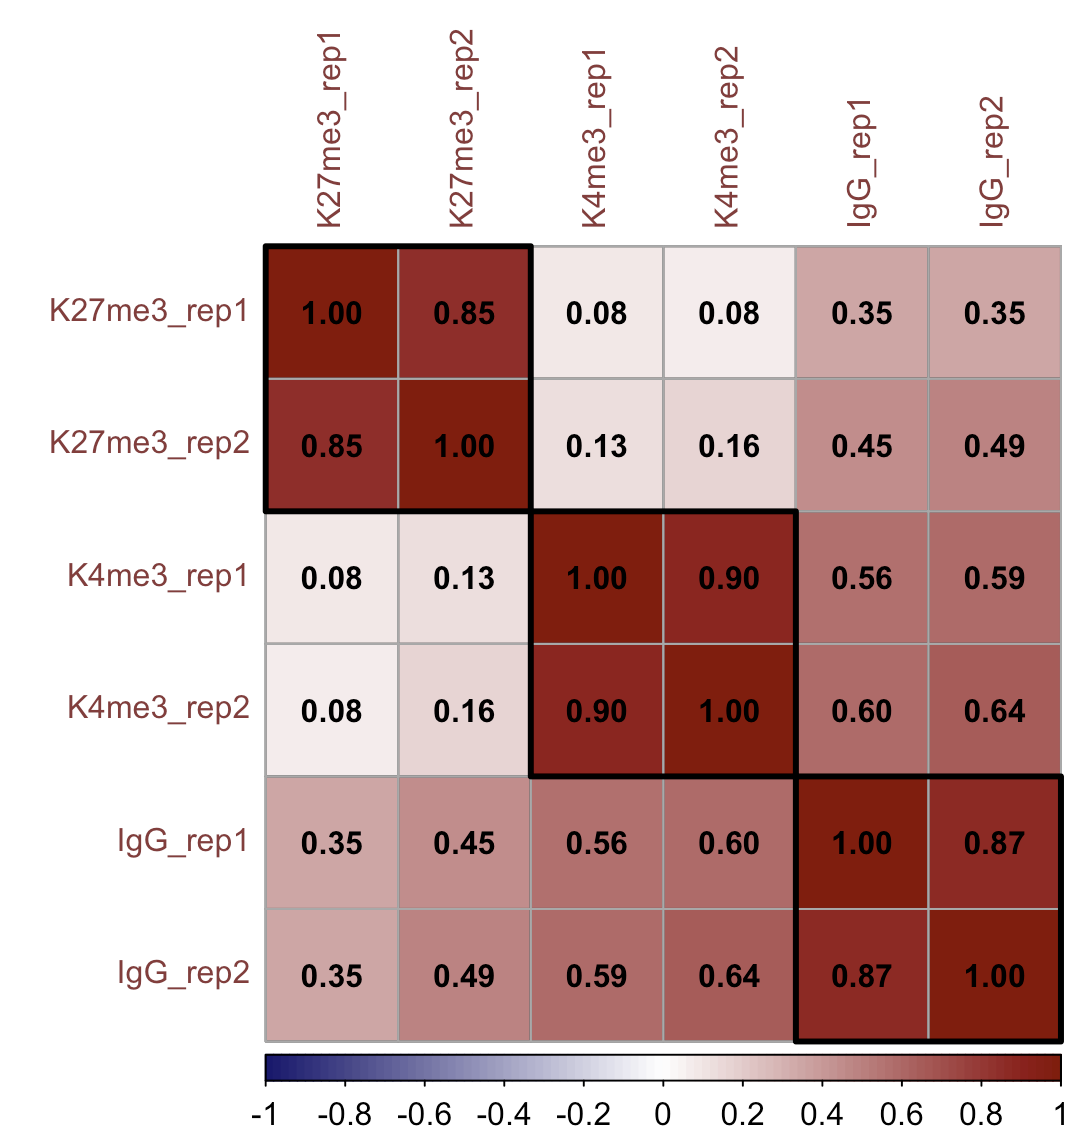 K27me3_rep1 K27me3_rep2 K4me3_rep1 K4me3_rep2 IgG_rep1 IgG_rep2
K27me3_rep1 1.00 0.85 0.08 0.08 0.35 0.35
K27me3_rep2 0.85 1.00 0.13 0.16 0.45 0.49
K4me3_rep1 0.08 0.13 1.00 0.90 0.56 0.59
K4me3_rep2 0.08 0.16 0.90 1.00 0.60 0.64
IgG_rep1 0.35 0.45 0.56 0.60 1.00 0.87
IgG_rep2 0.35 0.49 0.59 0.64 0.87 1.00
-1 -0.8 -0.6 -0.4 -0.2 0 0.2 0.4 0.6 0.8 1